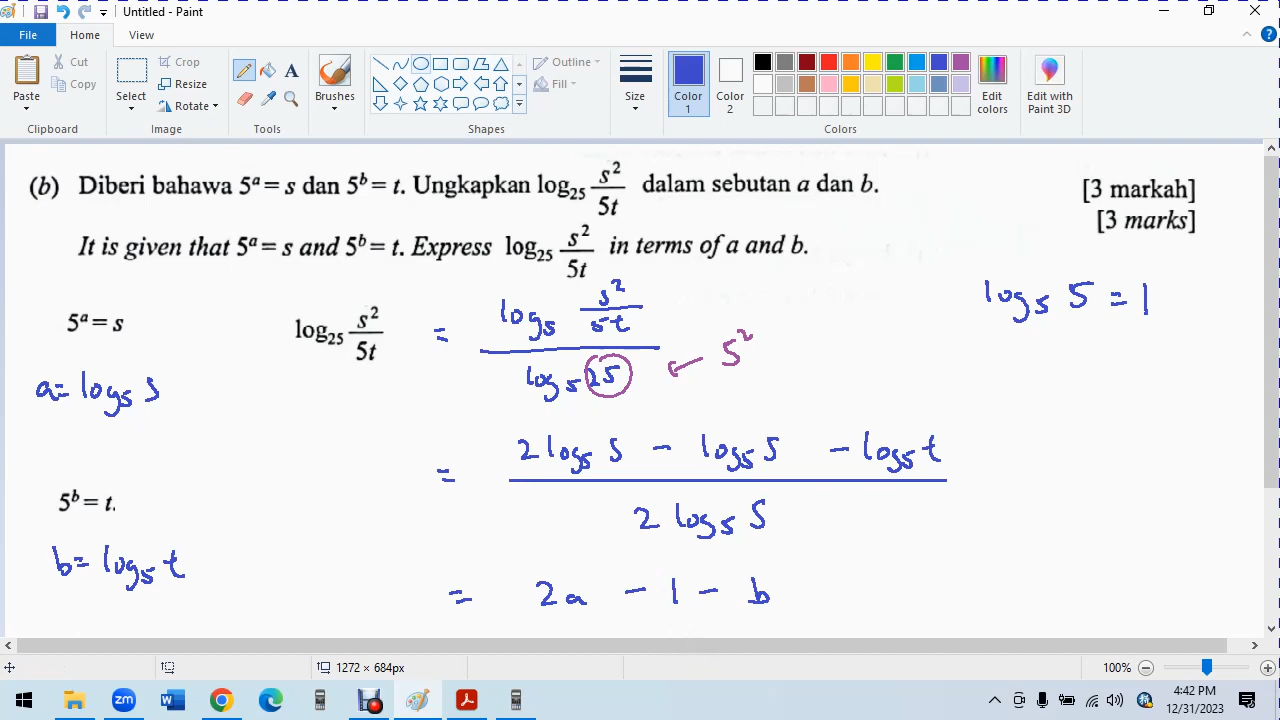 Untitled - Paint
File Home View
Paste Cut Copy Clipboard
Select Crop Resize Rotate Image
Tools
Brushes
Outline Fill Shapes
Size
Color 1 Color 2 Edit colors Colors
Edit with Paint 3D
(b) Diberi bahawa 5ᵃ = s dan 5ᵇ = t. Ungkapkan log₂₅ s²/5t dalam sebutan a dan b.
[3 markah]
[3 marks]
It is given that 5ᵃ = s and 5ᵇ = t. Express log₂₅ s²/5t in terms of a and b.
log₅ 5 = 1
5ᵃ = s
log₂₅ s²/5t = log₅ s²/5t / log₅ 25 ← 5²
a = log₅ s
= 2 log₅ s - log₅ 5 - log₅ t / 2 log₅ 5
5ᵇ = t.
b = log₅ t
= 2a - 1 - b
1272 × 684px
100%
4:42 PM
12/31/2023